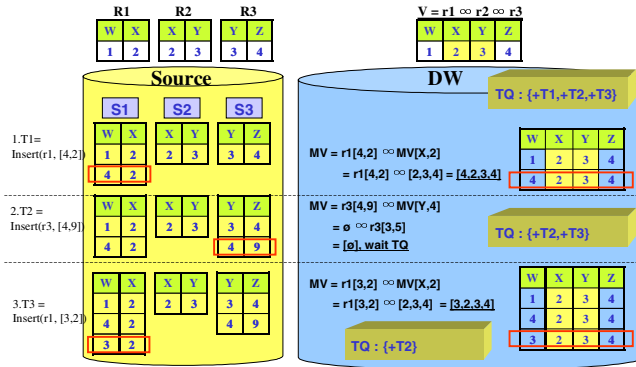 R1 R2 R3 V = r1 ∞ r2 ∞ r3
W X X Y Y Z W X Y Z
1 2 2 3 3 4 1 2 3 4
Source DW
TQ : {+T1,+T2,+T3}
S1 S2 S3
1.T1=
Insert(r1, [4,2])
W X X Y Y Z
1 2 2 3 3 4
4 2
MV = r1[4,2] ∞ MV[X,2]
= r1[4,2] ∞ [2,3,4] = [4,2,3,4]
W X Y Z
1 2 3 4
4 2 3 4
2.T2 =
Insert(r3, [4,9])
W X X Y Y Z
1 2 2 3 3 4
4 2 4 9
MV = r3[4,9] ∞ MV[Y,4]
= ø ∞ r3[3,5]
= [ø], wait TQ
TQ : {+T2,+T3}
3.T3 =
Insert(r1, [3,2])
W X X Y Y Z
1 2 2 3 3 4
4 2 4 9
3 2
MV = r1[3,2] ∞ MV[X,2]
= r1[3,2] ∞ [2,3,4] = [3,2,3,4]
TQ : {+T2}
W X Y Z
1 2 3 4
4 2 3 4
3 2 3 4